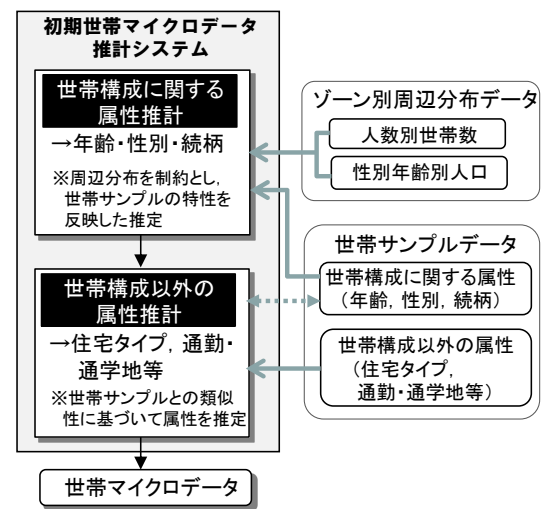 初期世帯マイクロデータ
推計システム
世帯構成に関する
属性推計
→年齢・性別・続柄
※周辺分布を制約とし，
世帯サンプルの特性を
反映した推定
世帯構成以外の
属性推計
→住宅タイプ，通勤・
通学地等
※世帯サンプルとの類似
性に基づいて属性を推定
世帯マイクロデータ
ゾーン別周辺分布データ
人数別世帯数
性別年齢別人口
世帯サンプルデータ
世帯構成に関する属性
（年齢，性別，続柄）
世帯構成以外の属性
（住宅タイプ，
通勤・通学地等）